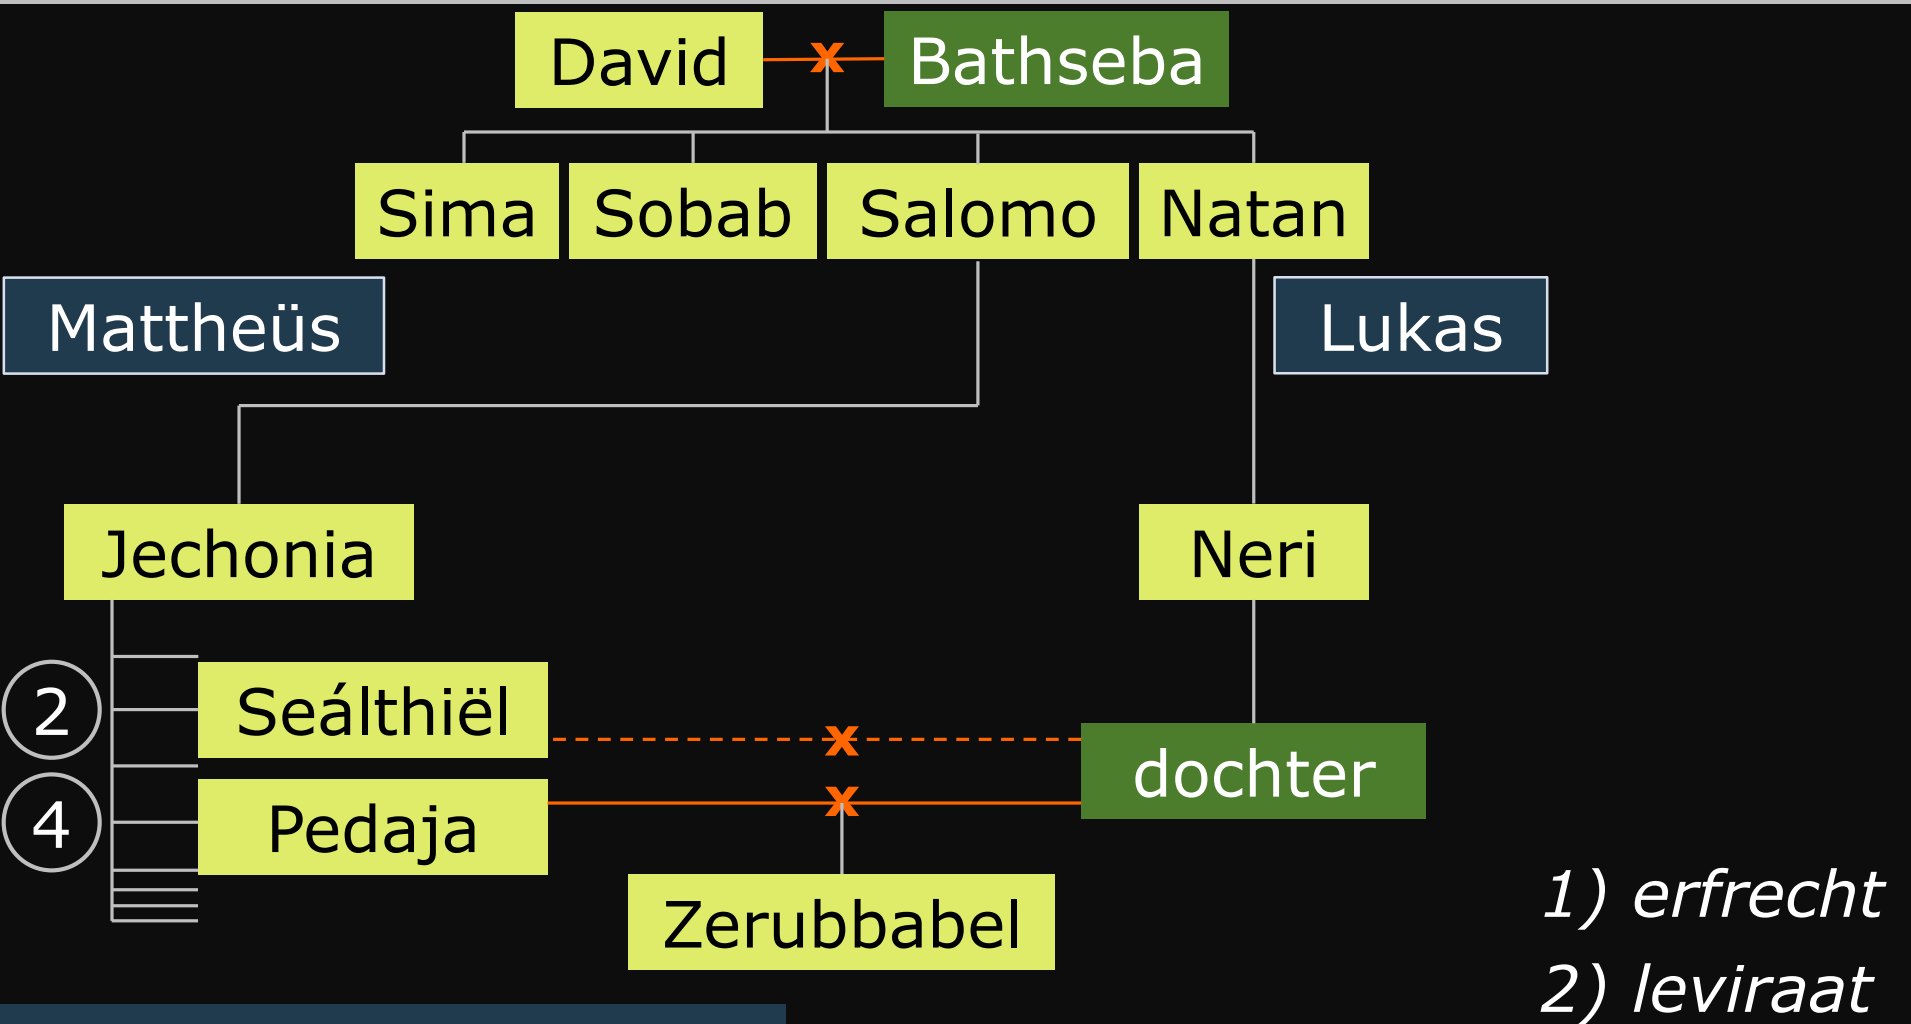 David x Bathseba
Sima Sobab Salomo Natan
Mattheüs Lukas
Jechonia Neri
2 Seálthiël x dochter
4 Pedaja x
Zerubbabel
1) erfrecht
2) leviraat